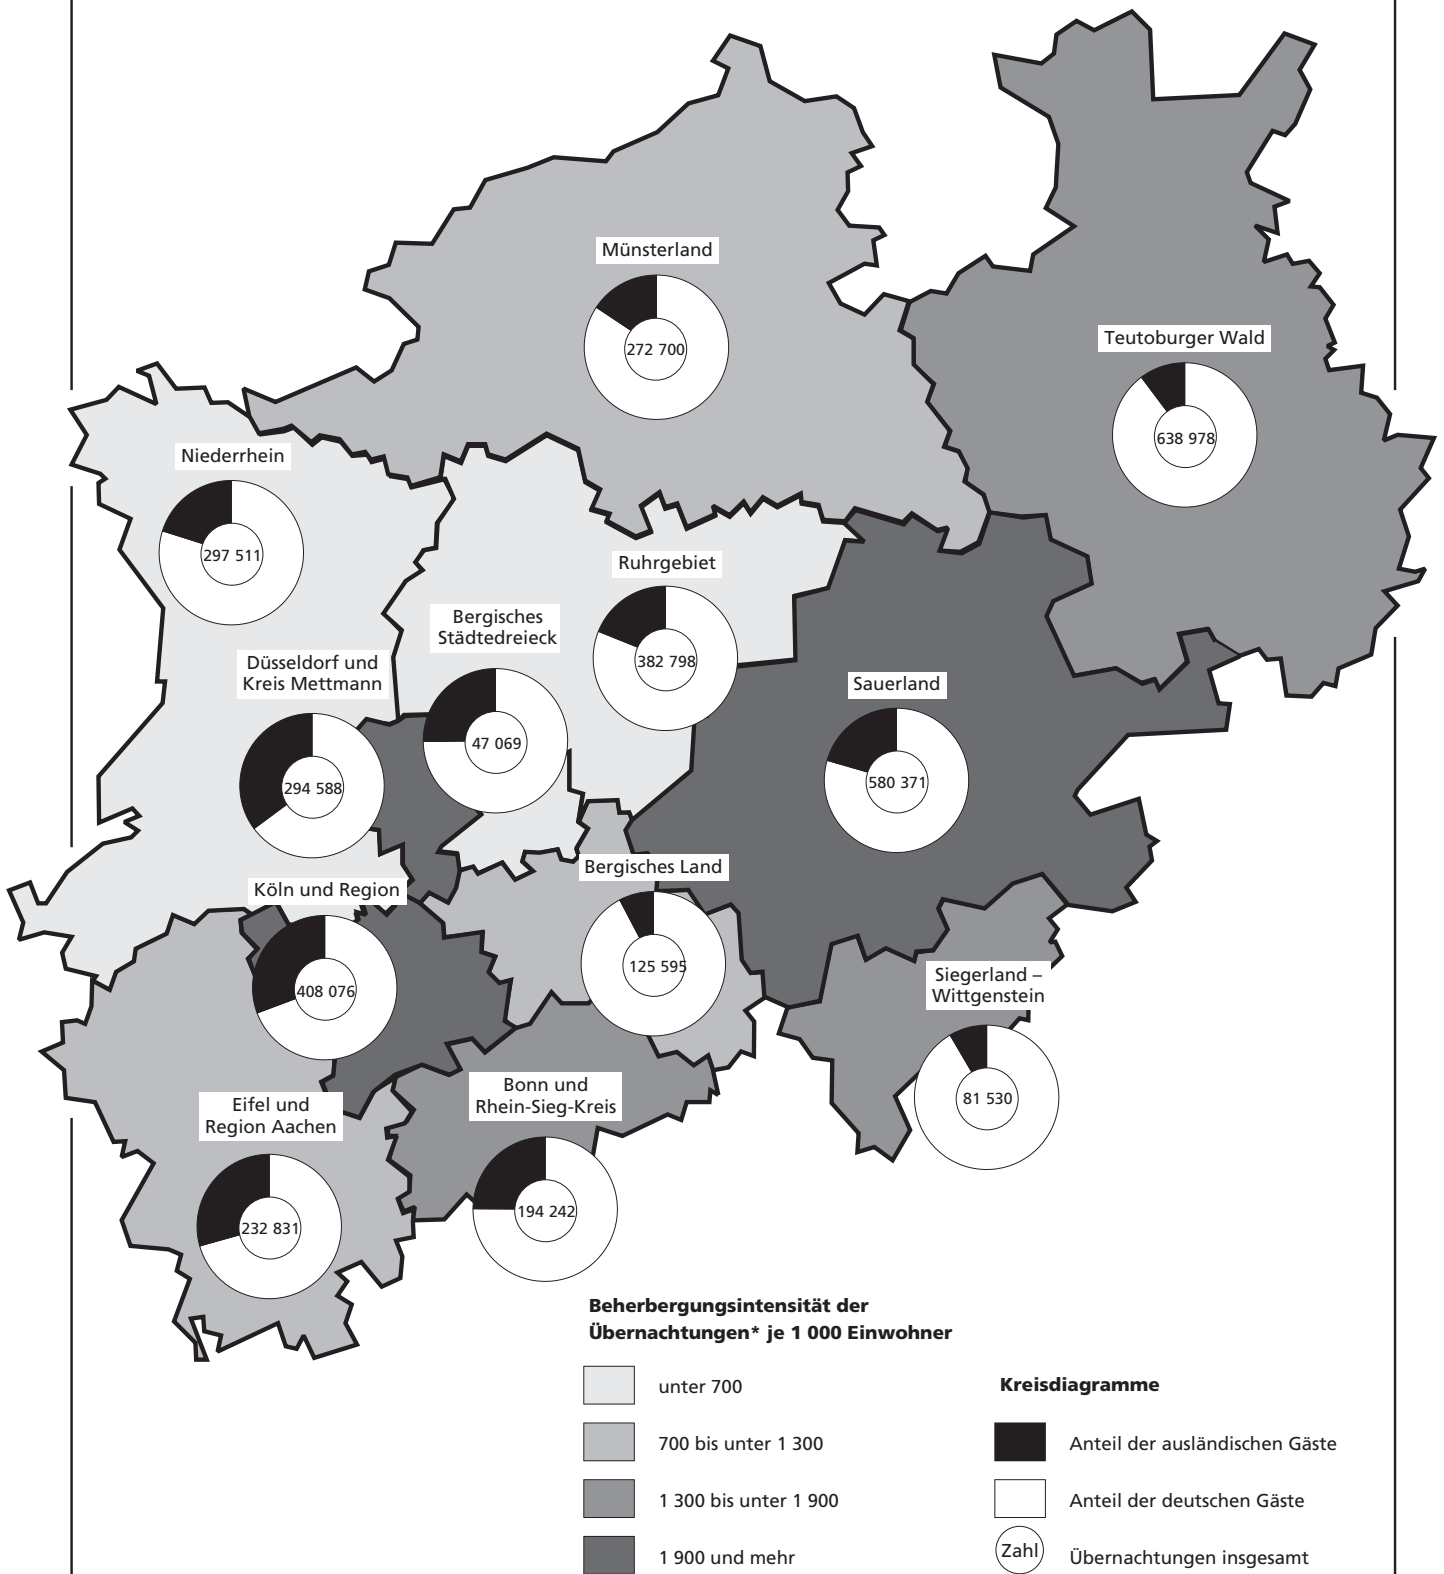 Münsterland
272 700
Teutoburger Wald
638 978
Niederrhein
297 511
Ruhrgebiet
382 798
Bergisches
Städtedreieck
47 069
Düsseldorf und
Kreis Mettmann
294 588
Sauerland
580 371
Bergisches Land
125 595
Köln und Region
408 076
Siegerland –
Wittgenstein
81 530
Bonn und
Rhein-Sieg-Kreis
194 242
Eifel und
Region Aachen
232 831
Beherbergungsintensität der
Übernachtungen* je 1 000 Einwohner
unter 700
700 bis unter 1 300
1 300 bis unter 1 900
1 900 und mehr
Kreisdiagramme
Anteil der ausländischen Gäste
Anteil der deutschen Gäste
Zahl
Übernachtungen insgesamt